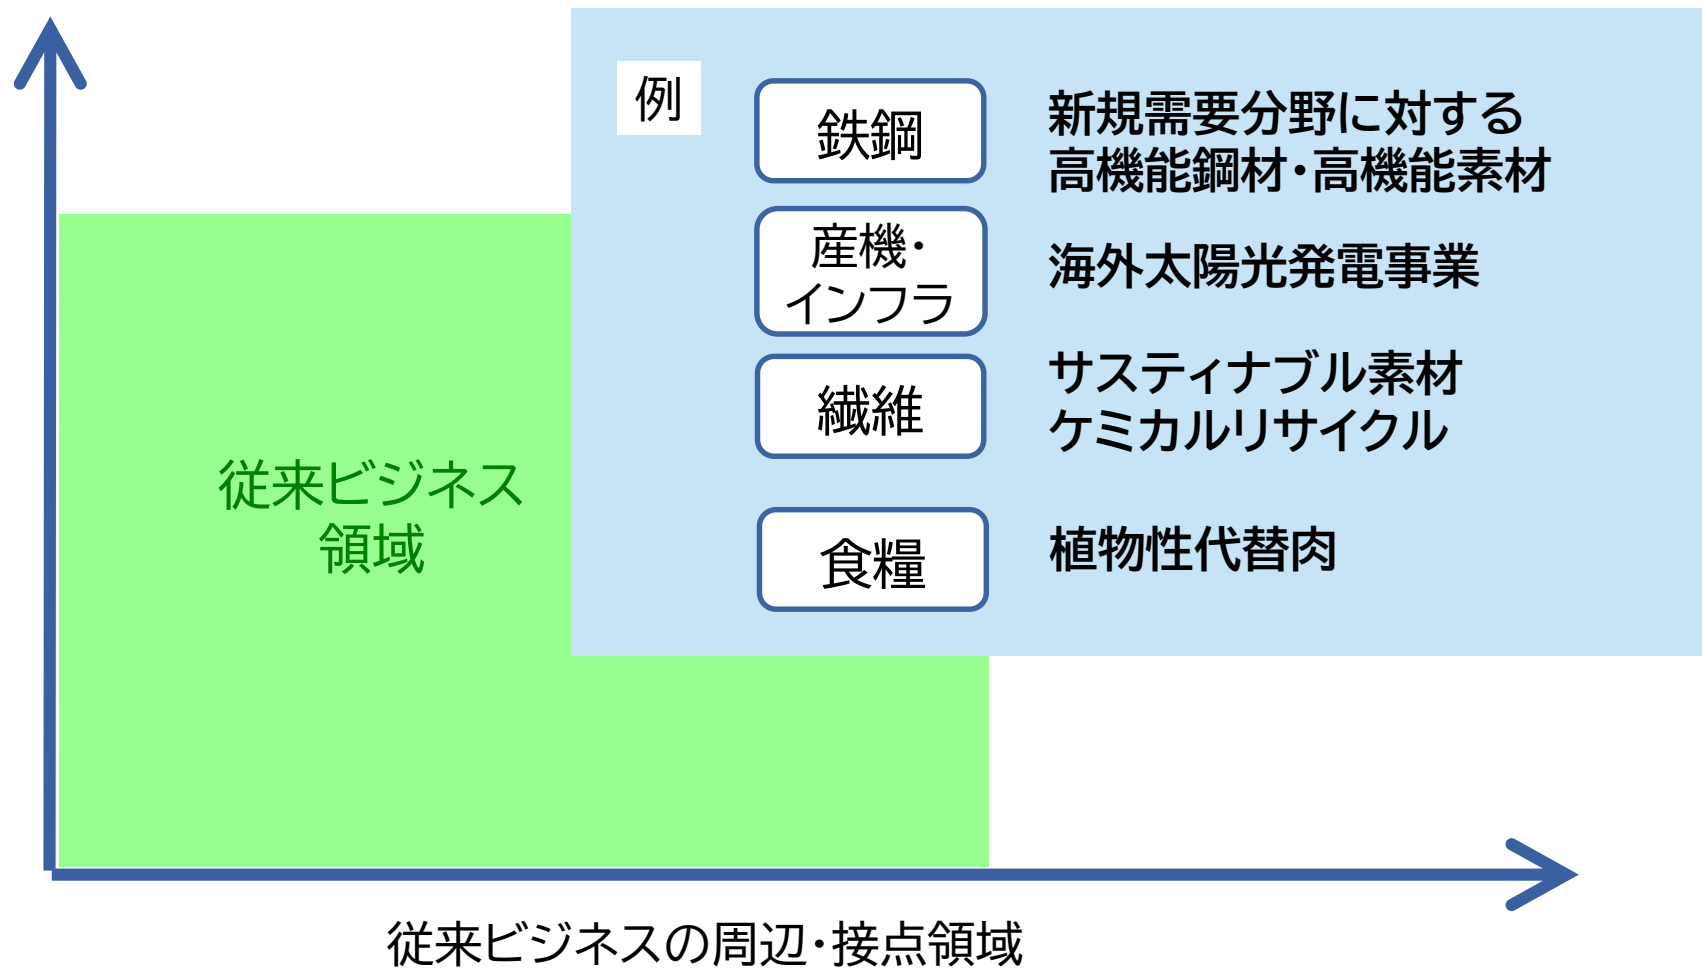 例
鉄鋼
新規需要分野に対する
高機能鋼材・高機能素材
産機・
インフラ
海外太陽光発電事業
繊維
サスティナブル素材
ケミカルリサイクル
食糧
植物性代替肉
従来ビジネス
領域
従来ビジネスの周辺・接点領域